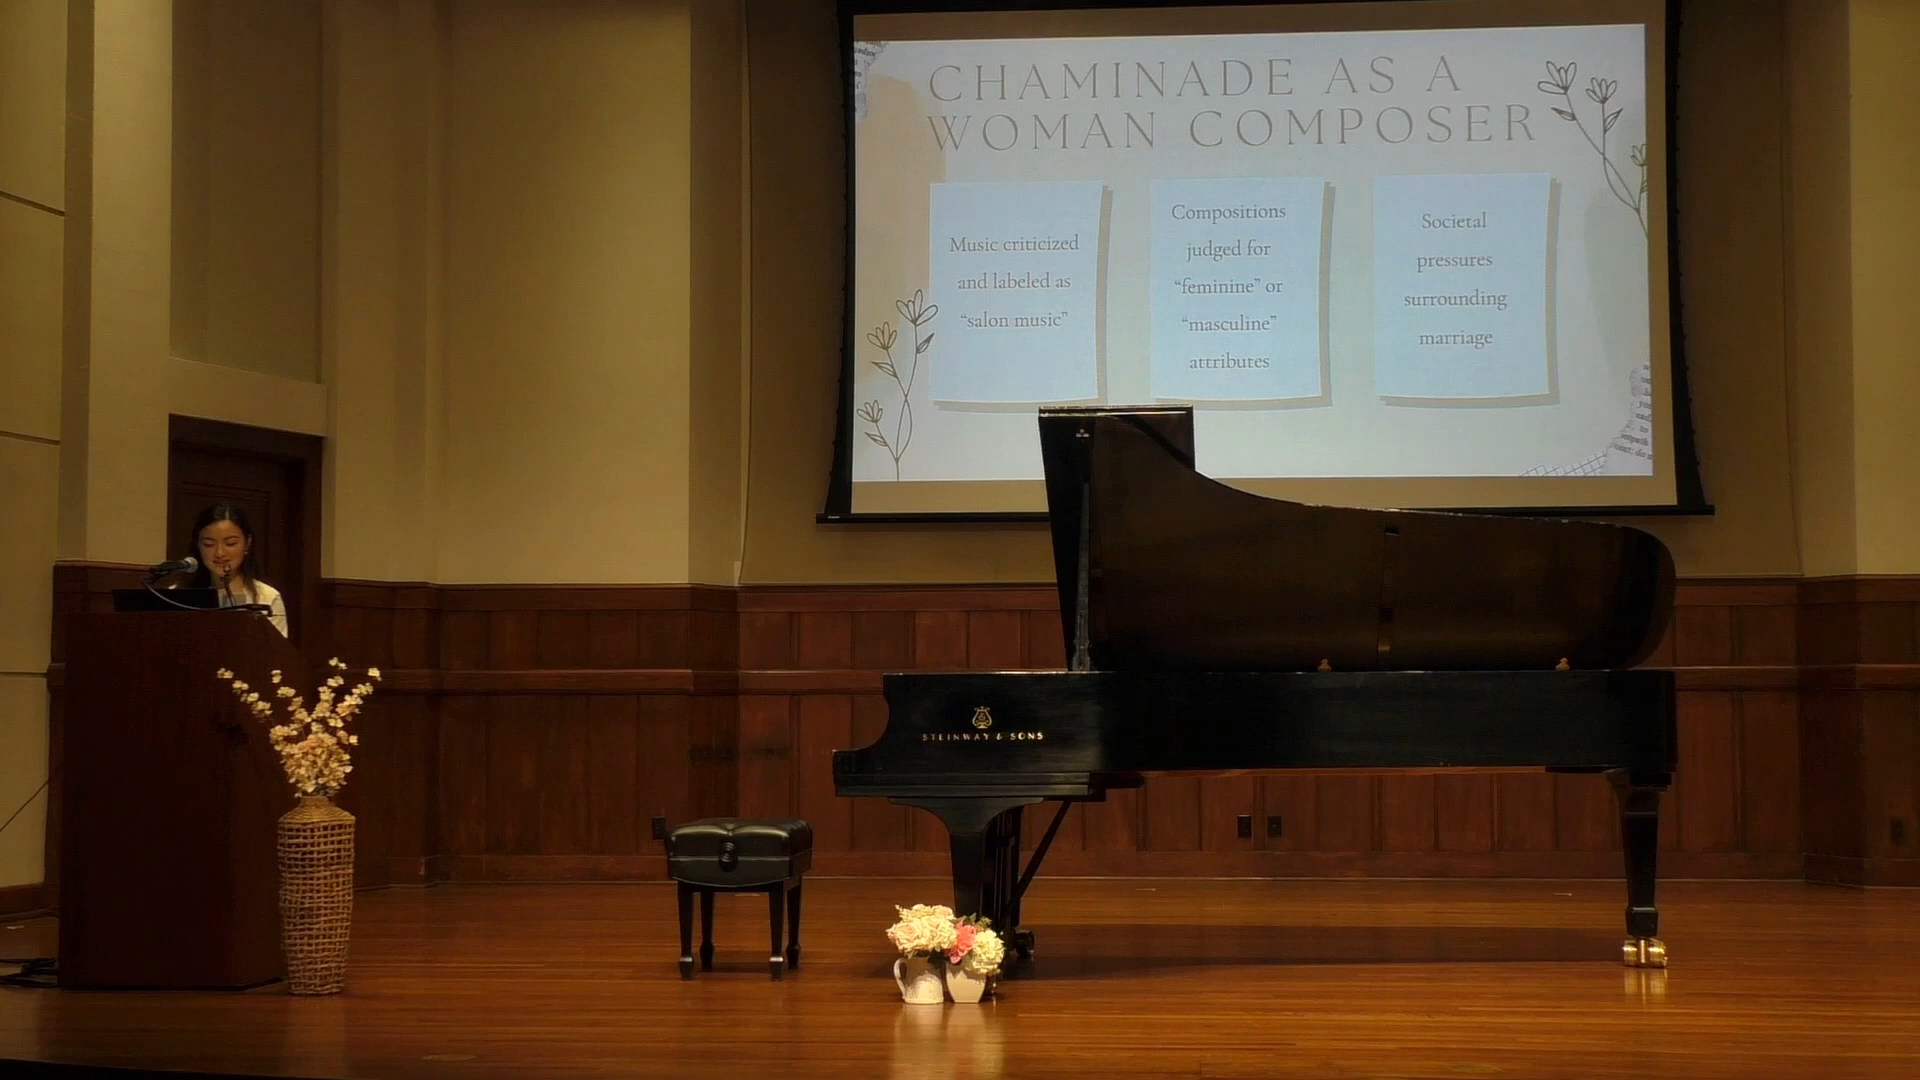 CHAMINADE AS A
WOMAN COMPOSER
Music criticized
and labeled as
“salon music”
Compositions
judged for
“feminine” or
“masculine”
attributes
Societal
pressures
surrounding
marriage
STEINWAY & SONS